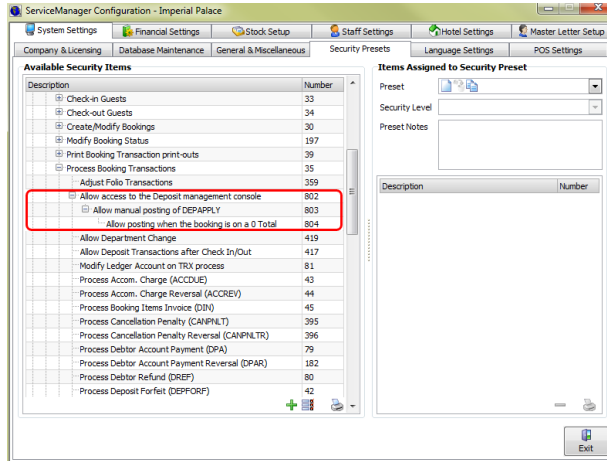 ServiceManager Configuration - Imperial Palace
System Settings Financial Settings Stock Setup Staff Settings Hotel Settings Master Letter Setup
Company & Licensing Database Maintenance General & Miscellaneous Security Presets Language Settings POS Settings
Available Security Items
Description Number
Check-in Guests 33
Check-out Guests 34
Create/Modify Bookings 30
Modify Booking Status 197
Print Booking Transaction print-outs 39
Process Booking Transactions 35
Adjust Folio Transactions 359
Allow access to the Deposit management console 802
Allow manual posting of DEPAPPLY 803
Allow posting when the booking is on a 0 Total 804
Allow Department Change 419
Allow Deposit Transactions after Check In/Out 417
Modify Ledger Account on TRX process 81
Process Accom. Charge (ACCDUE) 43
Process Accom. Charge Reversal (ACCREV) 44
Process Booking Items Invoice (DIN) 45
Process Cancellation Penalty (CANPNLT) 395
Process Cancellation Penalty Reversal (CANPNLTR) 396
Process Debtor Account Payment (DPA) 79
Process Debtor Account Payment Reversal (DPAR) 182
Process Debtor Refund (DREF) 80
Process Deposit Forfeit (DEPFORF) 42
Items Assigned to Security Preset
Preset
Security Level
Preset Notes
Description Number
Exit